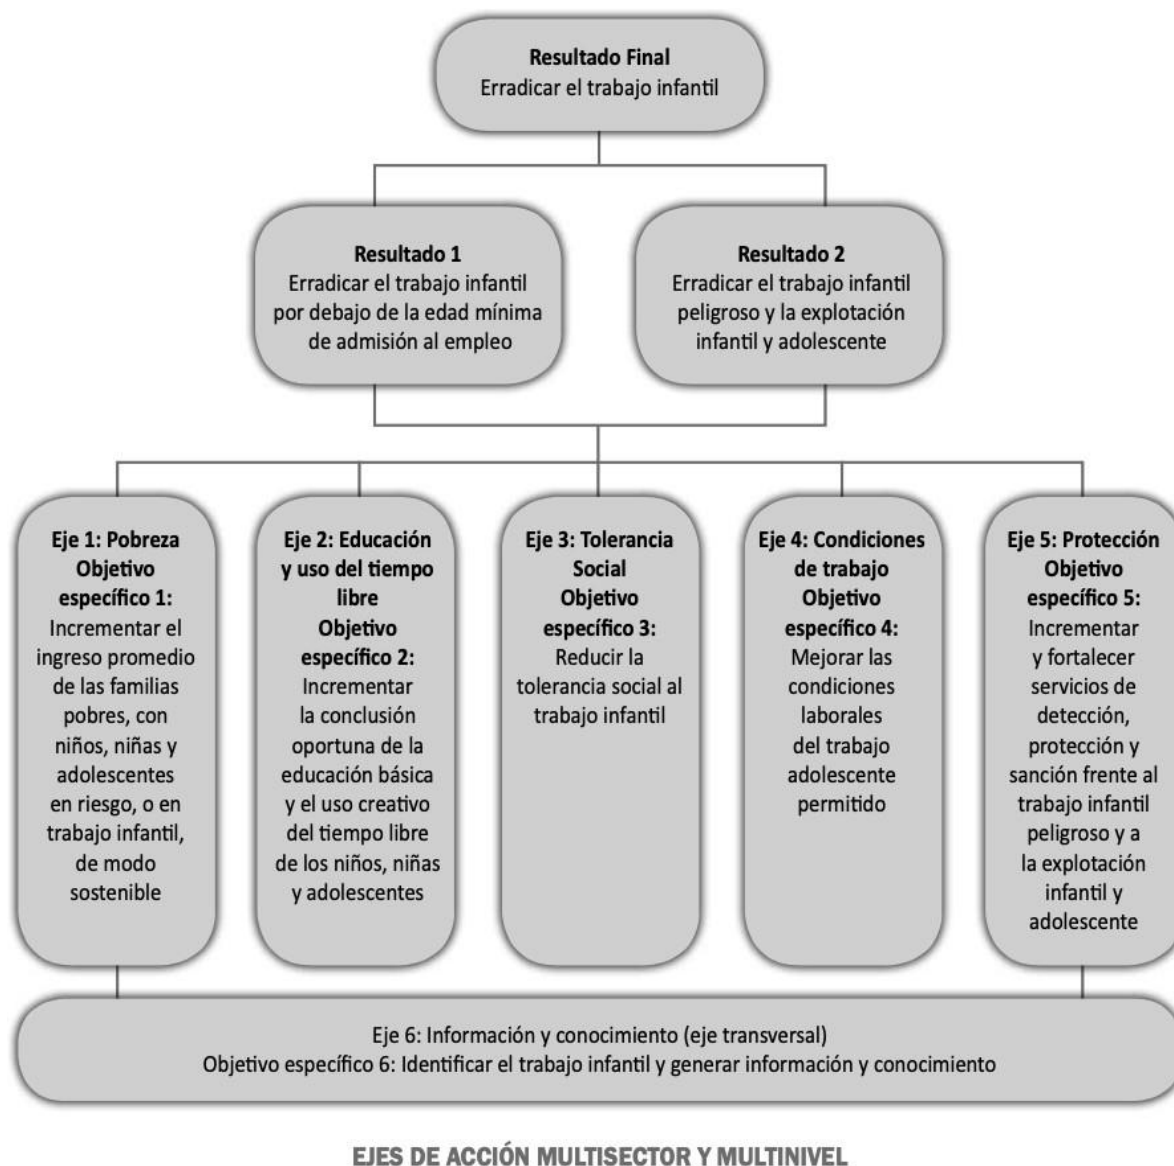 Resultado Final
Erradicar el trabajo infantil
Resultado 1
Erradicar el trabajo infantil
por debajo de la edad mínima
de admisión al empleo
Resultado 2
Erradicar el trabajo infantil
peligroso y la explotación
infantil y adolescente
Eje 1: Pobreza
Objetivo
específico 1:
Incrementar el
ingreso promedio
de las familias
pobres, con
niños, niñas y
adolescentes
en riesgo, o en
trabajo infantil,
de modo
sostenible
Eje 2: Educación
y uso del tiempo
libre
Objetivo
específico 2:
Incrementar
la conclusión
oportuna de la
educación básica
y el uso creativo
del tiempo libre
de los niños, niñas
y adolescentes
Eje 3: Tolerancia
Social
Objetivo
específico 3:
Reducir la
tolerancia social al
trabajo infantil
Eje 4: Condiciones
de trabajo
Objetivo
específico 4:
Mejorar las
condiciones
laborales
del trabajo
adolescente
permitido
Eje 5: Protección
Objetivo
específico 5:
Incrementar
y fortalecer
servicios de
detección,
protección y
sanción frente al
trabajo infantil
peligroso y a
la explotación
infantil y
adolescente
Eje 6: Información y conocimiento (eje transversal)
Objetivo específico 6: Identificar el trabajo infantil y generar información y conocimiento
EJES DE ACCIÓN MULTISECTOR Y MULTINIVEL